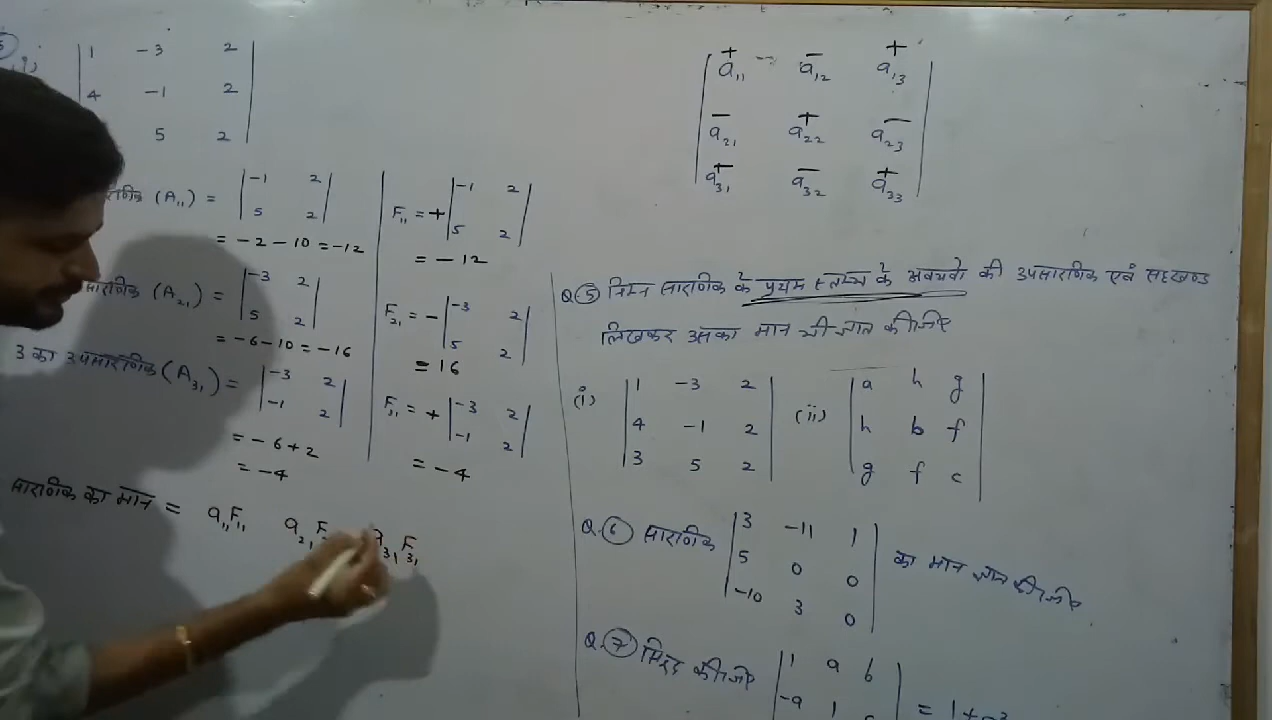 1 -3 2
4 -1 2
5 2
(A₁₁) = | -1 2 |
| 5 2 |
= -2 - 10 = -12
(A₂₁) = | -3 2 |
| 5 2 |
= -6 - 10 = -16
3 का उपसारणिक (A₃₁) = | -3 2 |
| -1 2 |
= -6 + 2
= -4
F₁₁ = + | -1 2 |
| 5 2 |
= -12
F₂₁ = - | -3 2 |
| 5 2 |
= 16
F₃₁ = + | -3 2 |
| -1 2 |
= -4
सारणिक का मान = a₁₁F₁₁ a₂₁F a₃₁F₃₁
+ - +
a₁₁ a₁₂ a₁₃
- + -
a₂₁ a₂₂ a₂₃
+ - +
a₃₁ a₃₂ a₃₃
Q.⑤ निम्न सारणिक के प्रथम स्तम्भ के अवयवो की उपसारणिक एवं सहखण्ड
लिखकर उसका मान भी ज्ञात कीजिए
(i) | 1 -3 2 | (ii) | a h g |
| 4 -1 2 | | h b f |
| 3 5 2 | | g f c |
Q.⑥ सारणिक | 3 -11 1 | का मान ज्ञात कीजिए
| 5 0 0 |
| -10 3 0 |
Q.⑦ सिद्ध कीजिए | 1 a b |
| -a 1 = 1+